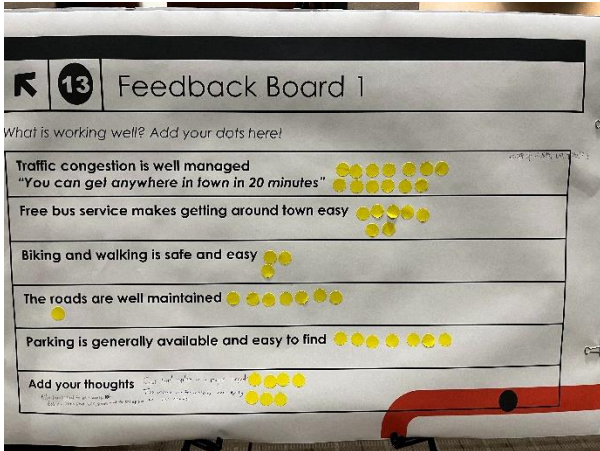 13 Feedback Board 1
What is working well? Add your dots here!
Traffic congestion is well managed
"You can get anywhere in town in 20 minutes"
Free bus service makes getting around town easy
Biking and walking is safe and easy
The roads are well maintained
Parking is generally available and easy to find
Add your thoughts